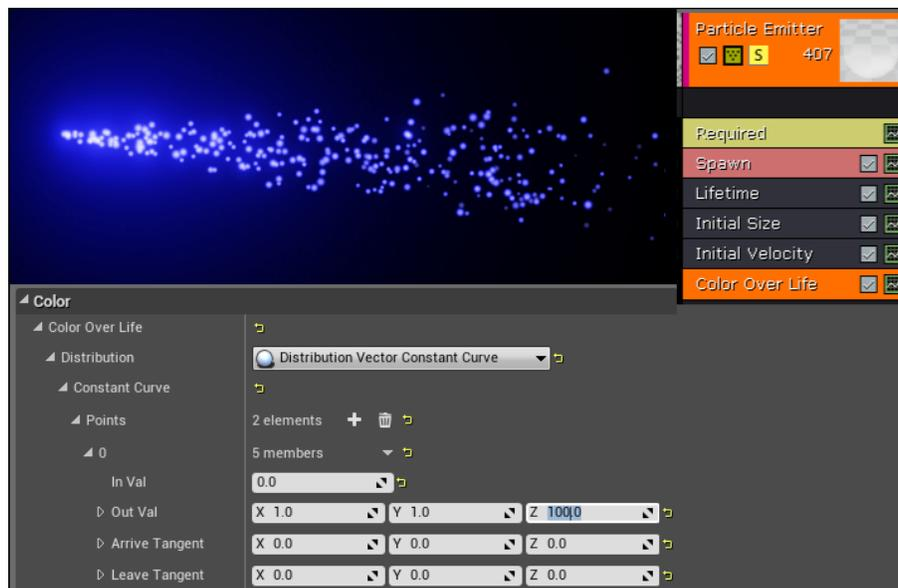 Particle Emitter
S 407
Required
Spawn
Lifetime
Initial Size
Initial Velocity
Color Over Life
Color
Color Over Life
Distribution Distribution Vector Constant Curve
Constant Curve
Points 2 elements
0 5 members
In Val 0.0
Out Val X 1.0 Y 1.0 Z 100.0
Arrive Tangent X 0.0 Y 0.0 Z 0.0
Leave Tangent X 0.0 Y 0.0 Z 0.0